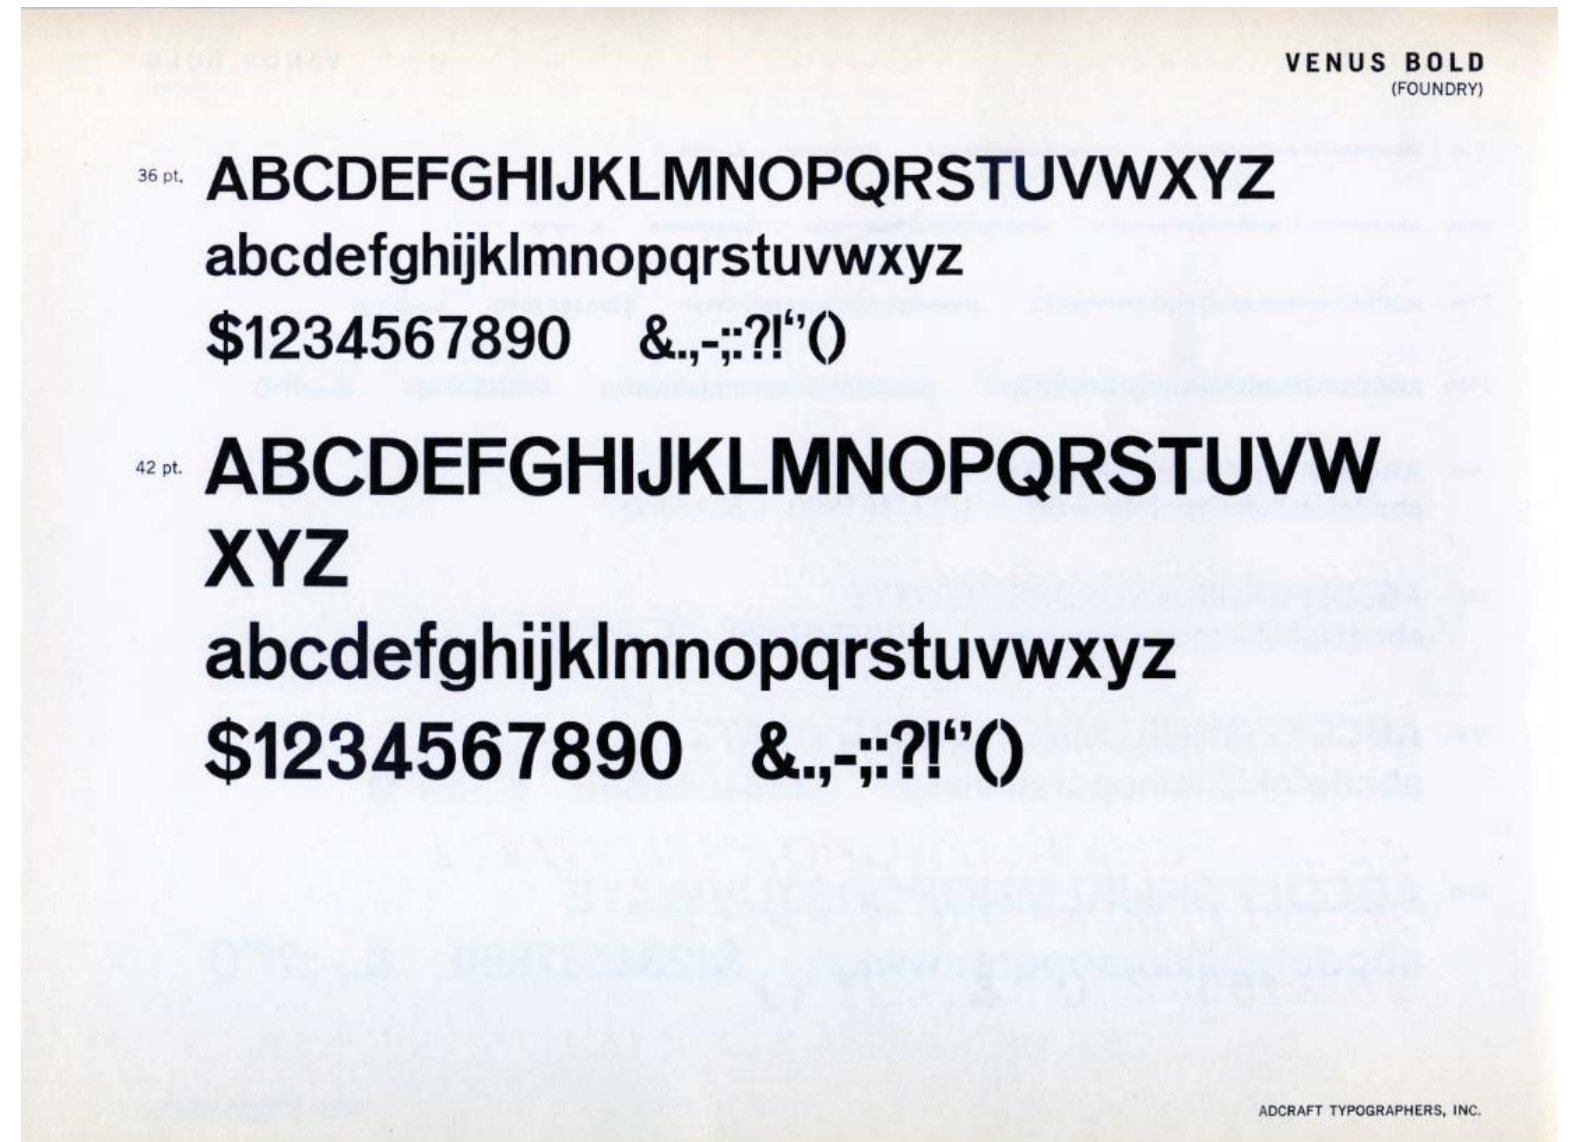 VENUS BOLD
(FOUNDRY)
36 pt. ABCDEFGHIJKLMNOPQRSTUVWXYZ
abcdefghijklmnopqrstuvwxyz
$1234567890 &.,-;:?!‘’()
42 pt. ABCDEFGHIJKLMNOPQRSTUVW
XYZ
abcdefghijklmnopqrstuvwxyz
$1234567890 &.,-;:?!‘’()
ADCRAFT TYPOGRAPHERS, INC.